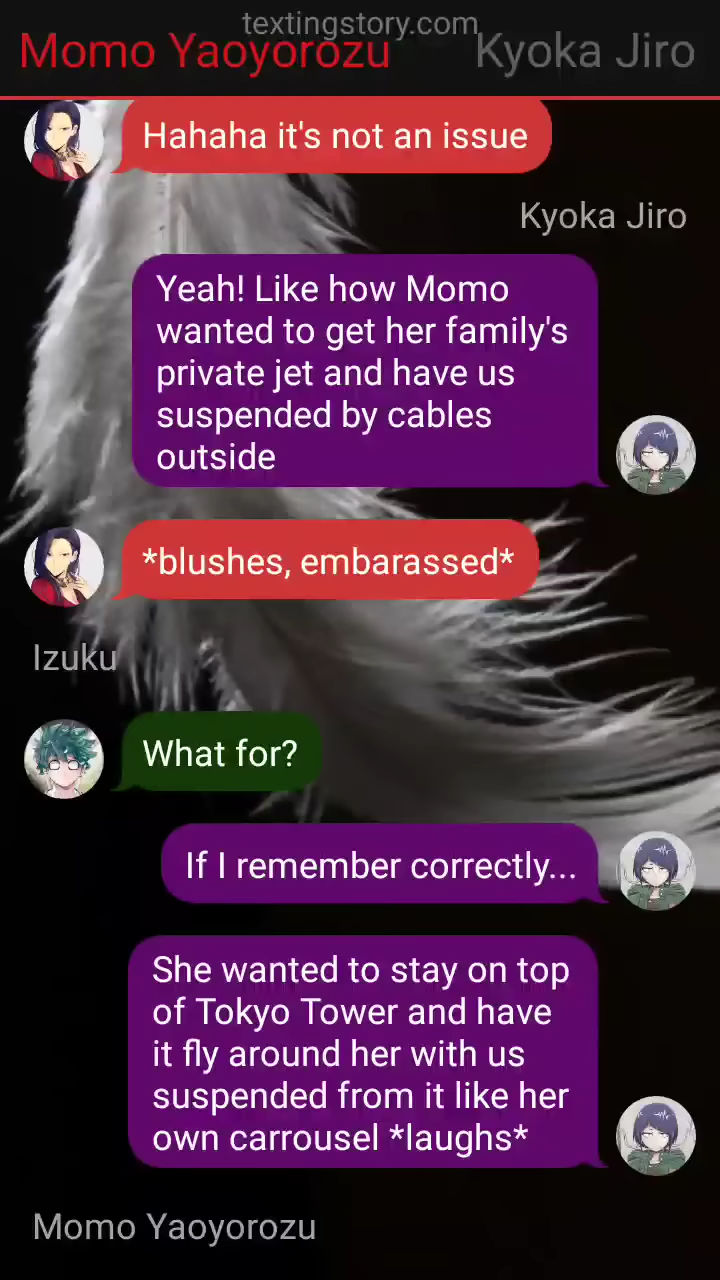 textingstory.com
Momo Yaoyorozu Kyoka Jiro
Hahaha it's not an issue
Kyoka Jiro
Yeah! Like how Momo
wanted to get her family's
private jet and have us
suspended by cables
outside
*blushes, embarassed*
Izuku
What for?
If I remember correctly...
She wanted to stay on top
of Tokyo Tower and have
it fly around her with us
suspended from it like her
own carrousel *laughs*
Momo Yaoyorozu